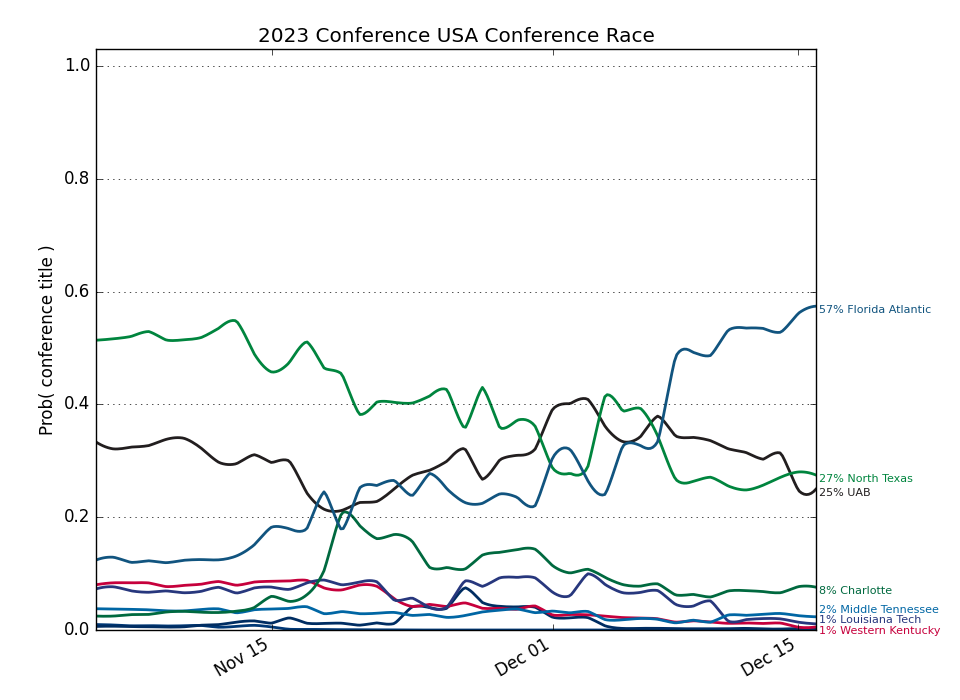 2023 Conference USA Conference Race
Prob( conference title )
1.0
0.8
0.6
0.4
0.2
0.0
Nov 15
Dec 01
Dec 15
57% Florida Atlantic
27% North Texas
25% UAB
8% Charlotte
2% Middle Tennessee
1% Louisiana Tech
1% Western Kentucky